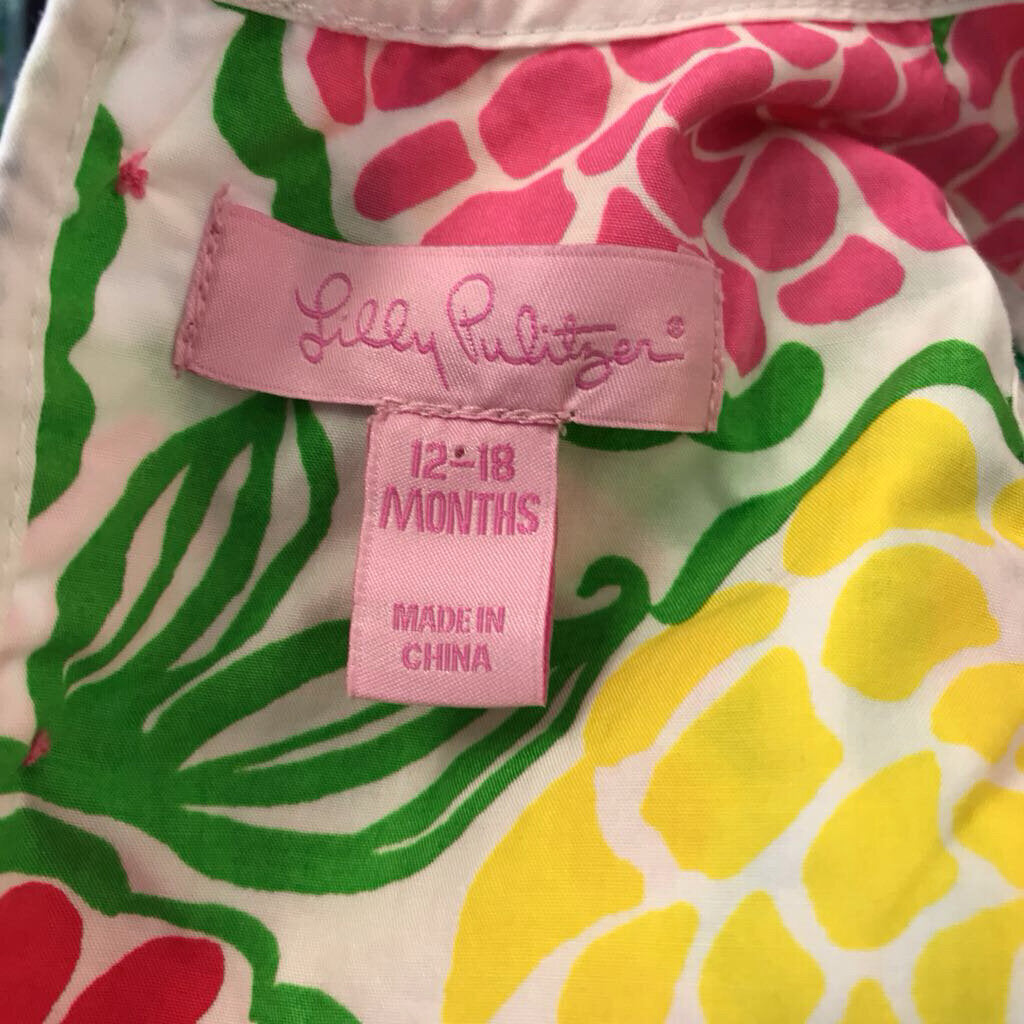 Lilly Pulitzer®
12-18
MONTHS
MADE IN
CHINA